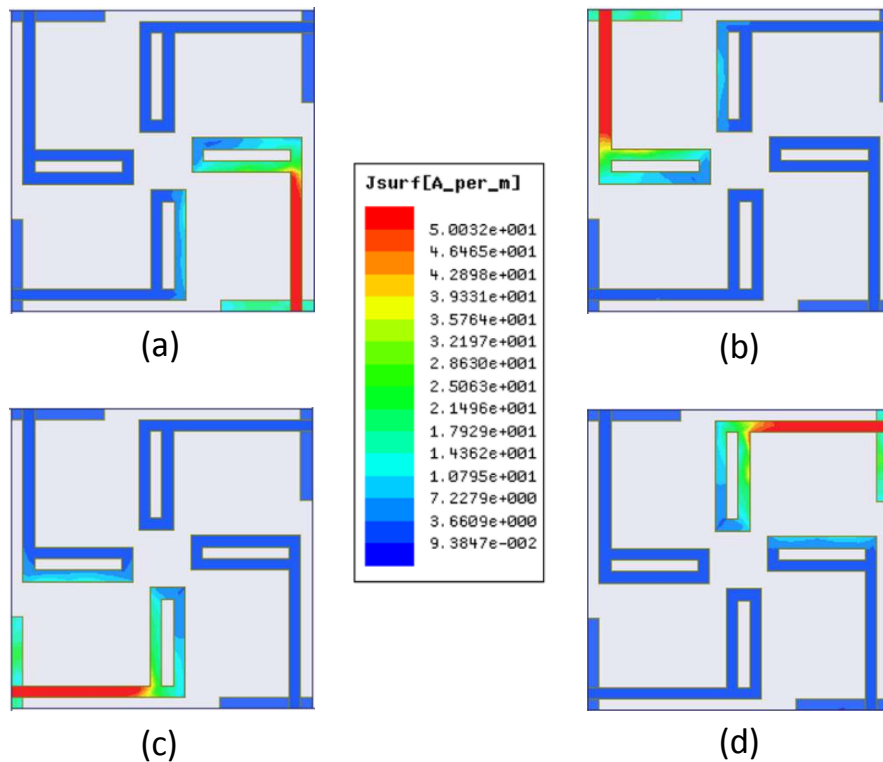 (a)
(b)
Jsurf[A_per_m]
5.0032e+001
4.6465e+001
4.2898e+001
3.9331e+001
3.5764e+001
3.2197e+001
2.8630e+001
2.5063e+001
2.1496e+001
1.7929e+001
1.4362e+001
1.0795e+001
7.2279e+000
3.6609e+000
9.3847e-002
(c)
(d)